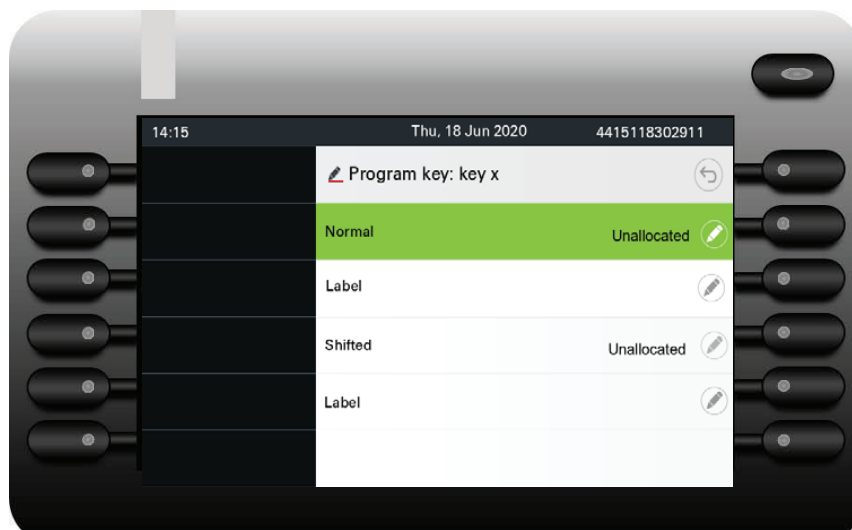 14:15 Thu, 18 Jun 2020 4415118302911
Program key: key x
Normal Unallocated
Label
Shifted Unallocated
Label